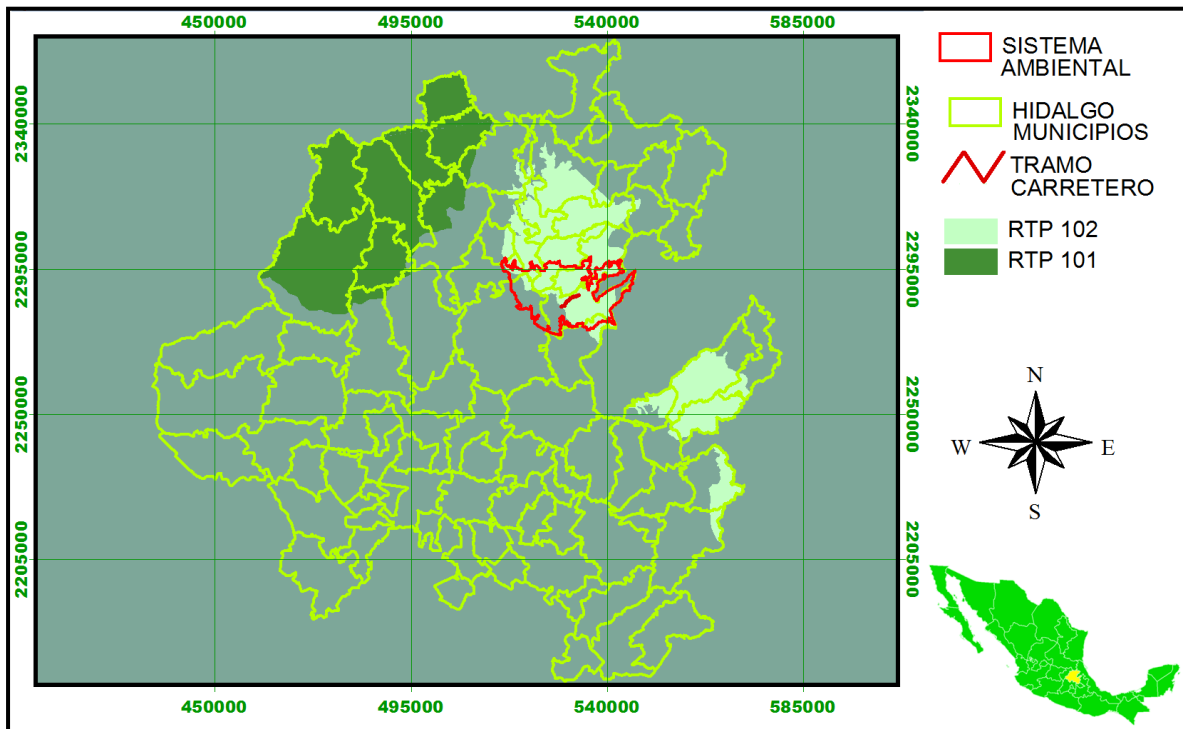 450000 495000 540000 585000
2340000 2340000
2295000 2295000
2250000 2250000
2205000 2205000
450000 495000 540000 585000
SISTEMA
AMBIENTAL
HIDALGO
MUNICIPIOS
TRAMO
CARRETERO
RTP 102
RTP 101
N
W E
S